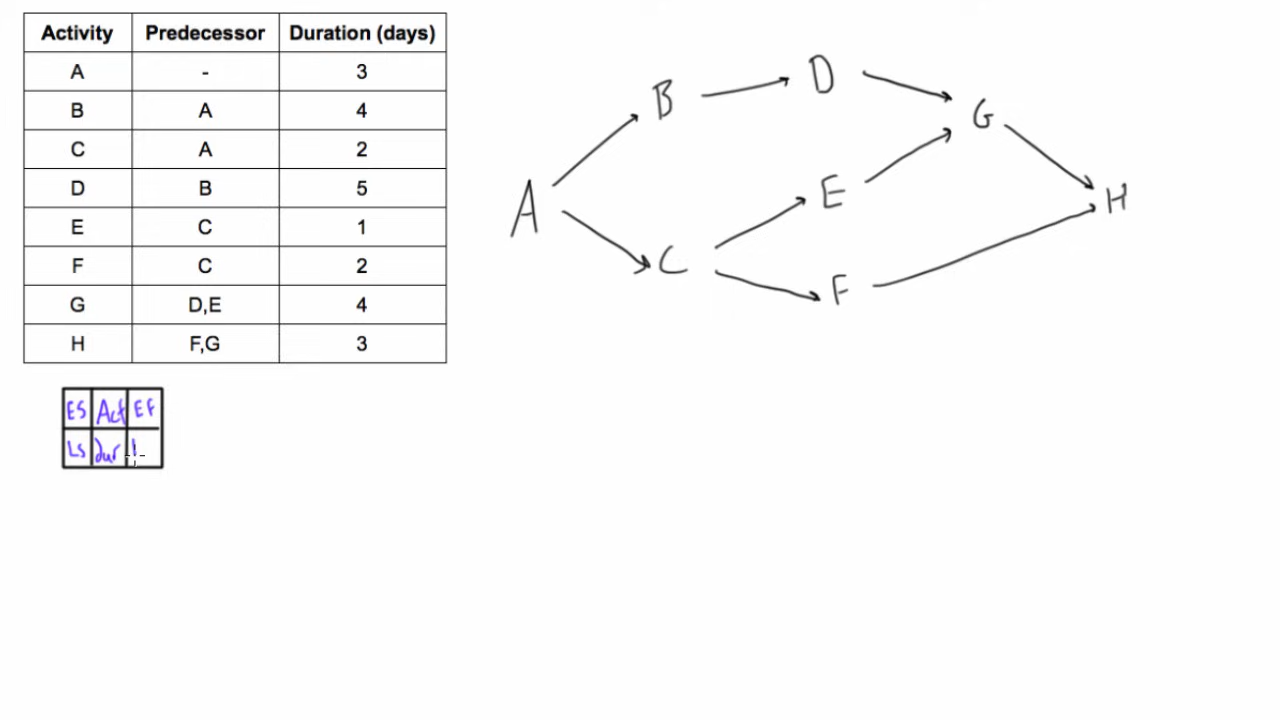 Activity Predecessor Duration (days)
A - 3
B A 4
C A 2
D B 5
E C 1
F C 2
G D,E 4
H F,G 3
ES Act EF
LS dur
B
D
G
A
E
H
C
F